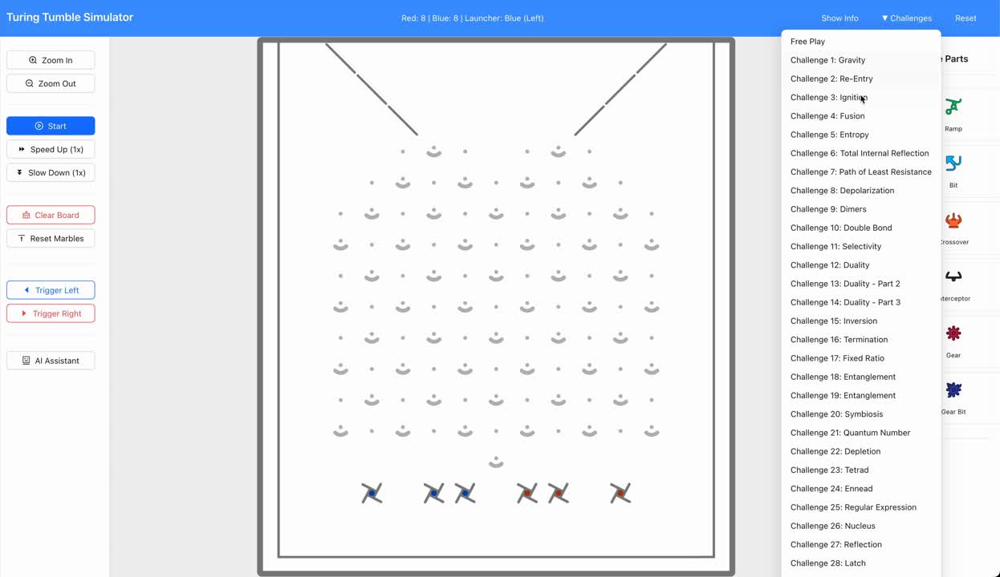 Turing Tumble Simulator
Red: 8 | Blue: 8 | Launcher: Blue (Left)
Show Info
▼ Challenges
Reset
Zoom In
Zoom Out
Start
Speed Up (1x)
Slow Down (1x)
Clear Board
Reset Marbles
Trigger Left
Trigger Right
AI Assistant
Free Play
Challenge 1: Gravity
Challenge 2: Re-Entry
Challenge 3: Ignition
Challenge 4: Fusion
Challenge 5: Entropy
Challenge 6: Total Internal Reflection
Challenge 7: Path of Least Resistance
Challenge 8: Depolarization
Challenge 9: Dimers
Challenge 10: Double Bond
Challenge 11: Selectivity
Challenge 12: Duality
Challenge 13: Duality - Part 2
Challenge 14: Duality - Part 3
Challenge 15: Inversion
Challenge 16: Termination
Challenge 17: Fixed Ratio
Challenge 18: Entanglement
Challenge 19: Entanglement
Challenge 20: Symbiosis
Challenge 21: Quantum Number
Challenge 22: Depletion
Challenge 23: Tetrad
Challenge 24: Ennead
Challenge 25: Regular Expression
Challenge 26: Nucleus
Challenge 27: Reflection
Challenge 28: Latch
Parts
Ramp
Bit
rossover
terceptor
Gear
Gear Bit